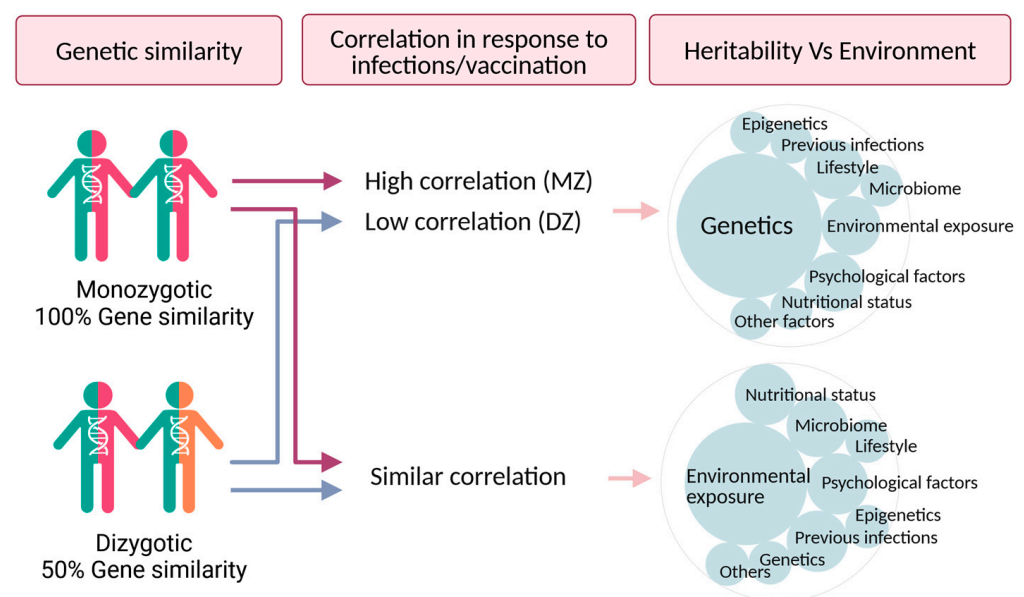 Genetic similarity
Correlation in response to
infections/vaccination
Heritability Vs Environment
Monozygotic
100% Gene similarity
High correlation (MZ)
Low correlation (DZ)
Epigenetics
Previous infections
Lifestyle
Microbiome
Genetics
Environmental exposure
Psychological factors
Nutritional status
Other factors
Dizygotic
50% Gene similarity
Similar correlation
Nutritional status
Microbiome
Lifestyle
Environmental
exposure
Psychological factors
Epigenetics
Previous infections
Genetics
Others